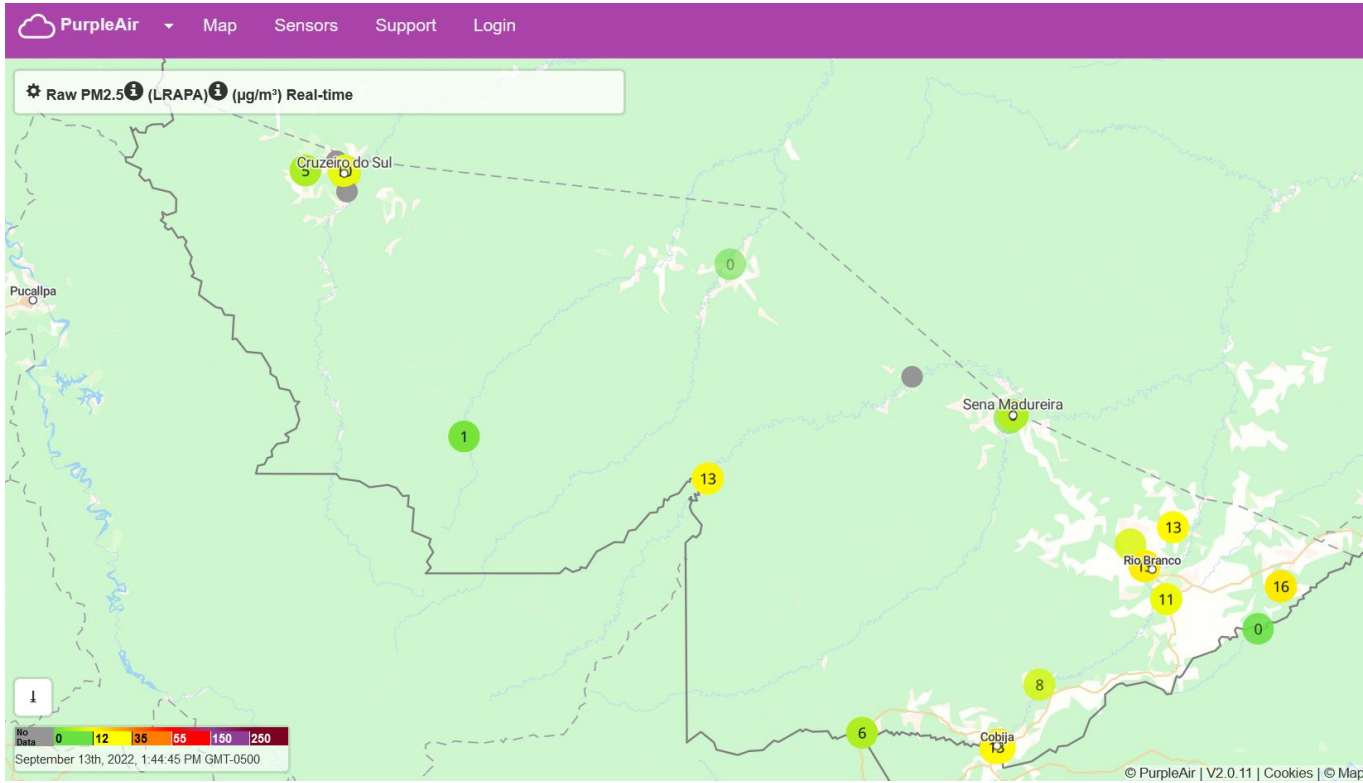 PurpleAir Map Sensors Support Login
Raw PM2.5 (LRAPA) (µg/m³) Real-time
Cruzeiro do Sul
5
0
Pucallpa
Sena Madureira
1
13
13
Rio Branco
16
11
0
8
6
Cobija
13
No Data 0 12 35 55 150 250
September 13th, 2022, 1:44:45 PM GMT-0500
© PurpleAir | V2.0.11 | Cookies | © Map